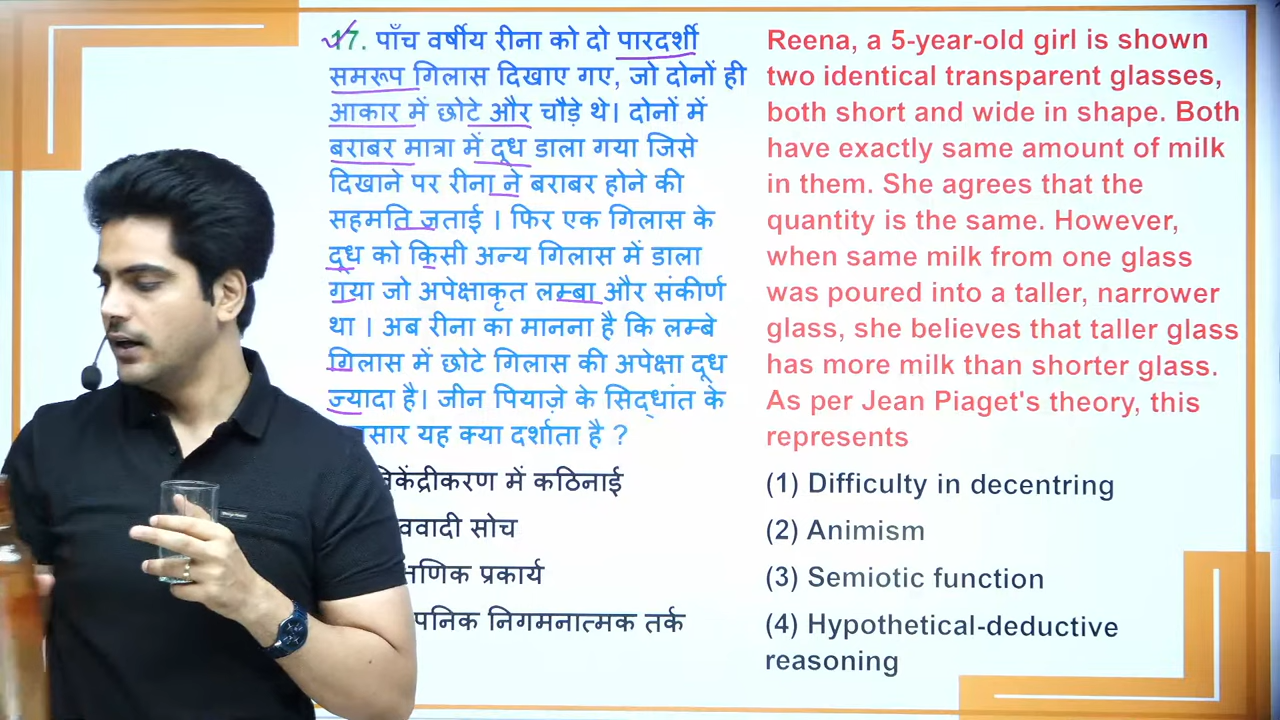 17. पाँच वर्षीय रीना को दो पारदर्शी
समरूप गिलास दिखाए गए, जो दोनों ही
आकार में छोटे और चौड़े थे। दोनों में
बराबर मात्रा में दूध डाला गया जिसे
दिखाने पर रीना ने बराबर होने की
सहमति जताई । फिर एक गिलास के
दूध को किसी अन्य गिलास में डाला
गया जो अपेक्षाकृत लम्बा और संकीर्ण
था । अब रीना का मानना है कि लम्बे
गिलास में छोटे गिलास की अपेक्षा दूध
ज्यादा है। जीन पियाज़े के सिद्धांत के
यह क्या दर्शाता है ?
में कठिनाई
सोच
प्रकार्य
निगमनात्मक तर्क
Reena, a 5-year-old girl is shown
two identical transparent glasses,
both short and wide in shape. Both
have exactly same amount of milk
in them. She agrees that the
quantity is the same. However,
when same milk from one glass
was poured into a taller, narrower
glass, she believes that taller glass
has more milk than shorter glass.
As per Jean Piaget's theory, this
represents
(1) Difficulty in decentring
(2) Animism
(3) Semiotic function
(4) Hypothetical-deductive
reasoning